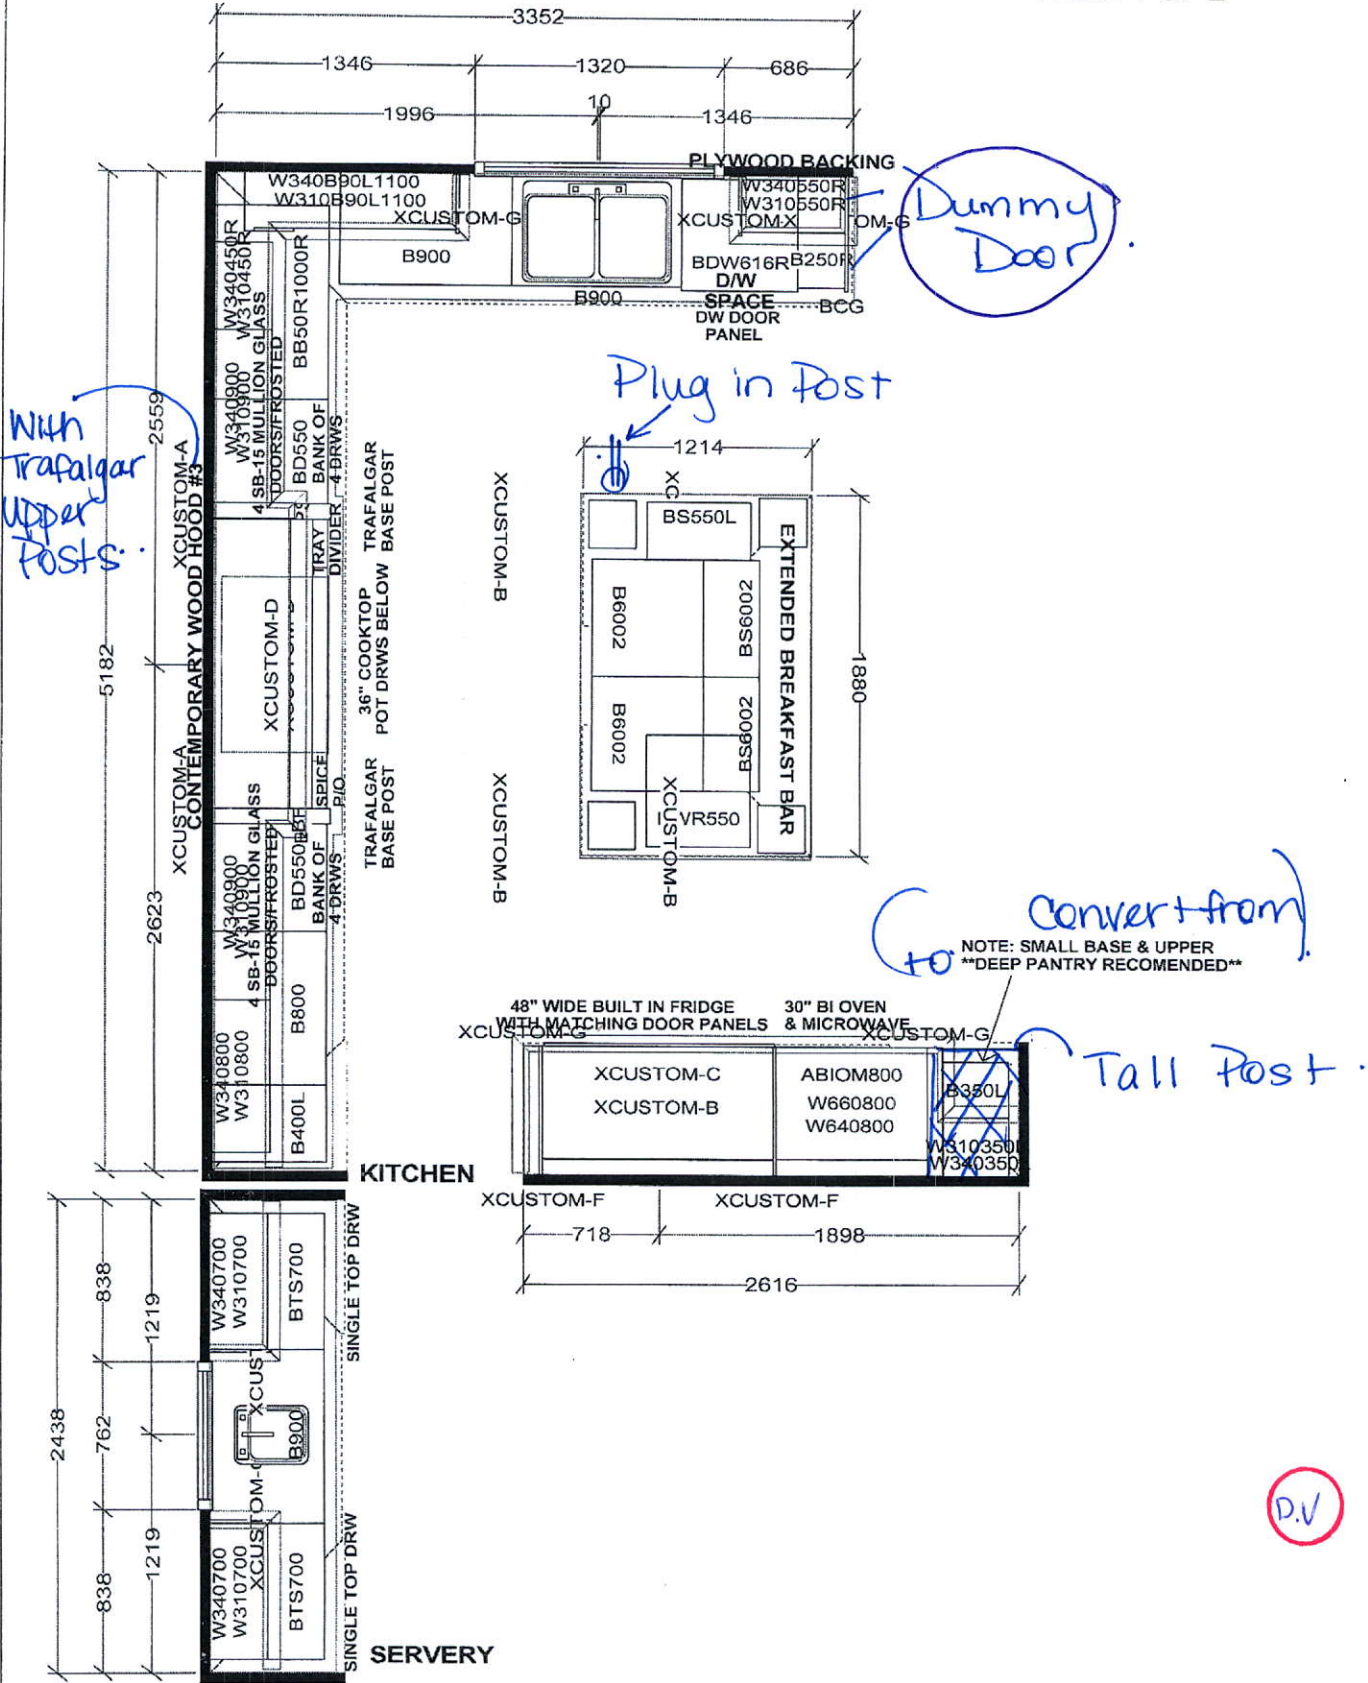 3352
1346
1320
686
1996
10
1346
PLYWOOD BACKING
W340B90L1100
W310B90L1100
XCUSTOM-G
B900
B900
W340550R
W310550R
XCUSTOM-X
OM-G
BDW616R
B250R
D/W
SPACE
DW DOOR
PANEL
BCG
Dummy
Door.
W340450R
W310450R
4 SB-15 MULLION GLASS
DOORS/FROSTED
BB50R1000R
W340900
W310900
BD550
BANK OF
4 DRWS
With
Trafalgar
Upper
Posts.
XCUSTOM-A
XCUSTOM-A
CONTEMPORARY WOOD HOOD #3
2559
5182
2623
TRAY
DIVIDER
TRAFALGAR
BASE POST
XCUSTOM-D
36" COOKTOP
POT DRWS BELOW
SPICE
P/O
TRAFALGAR
BASE POST
W340900
W310900
4 SB-15 MULLION GLASS
DOORS/FROSTED
BD550
BANK OF
4 DRWS
W340800
W310800
B800
B400L
KITCHEN
Plug in Post
1214
XC
XCUSTOM-B
XCUSTOM-B
BS550L
B6002
BS6002
B6002
BS6002
EXTENDED BREAKFAST BAR
1880
VR550
XCUSTOM-B
Convert from
to
NOTE: SMALL BASE & UPPER
**DEEP PANTRY RECOMENDED**
48" WIDE BUILT IN FRIDGE
WITH MATCHING DOOR PANELS
30" BI OVEN
& MICROWAVE
XCUSTOM-G
XCUSTOM-G
XCUSTOM-C
XCUSTOM-B
ABIOM800
W660800
W640800
B350L
W310350L
W340350
Tall Post.
XCUSTOM-F
XCUSTOM-F
718
1898
2616
W340700
W310700
BTS700
SINGLE TOP DRW
838
1219
2438
762
XCUST
B900
XCUSTOM-G
1219
838
W340700
W310700
BTS700
SINGLE TOP DRW
SERVERY
D.V